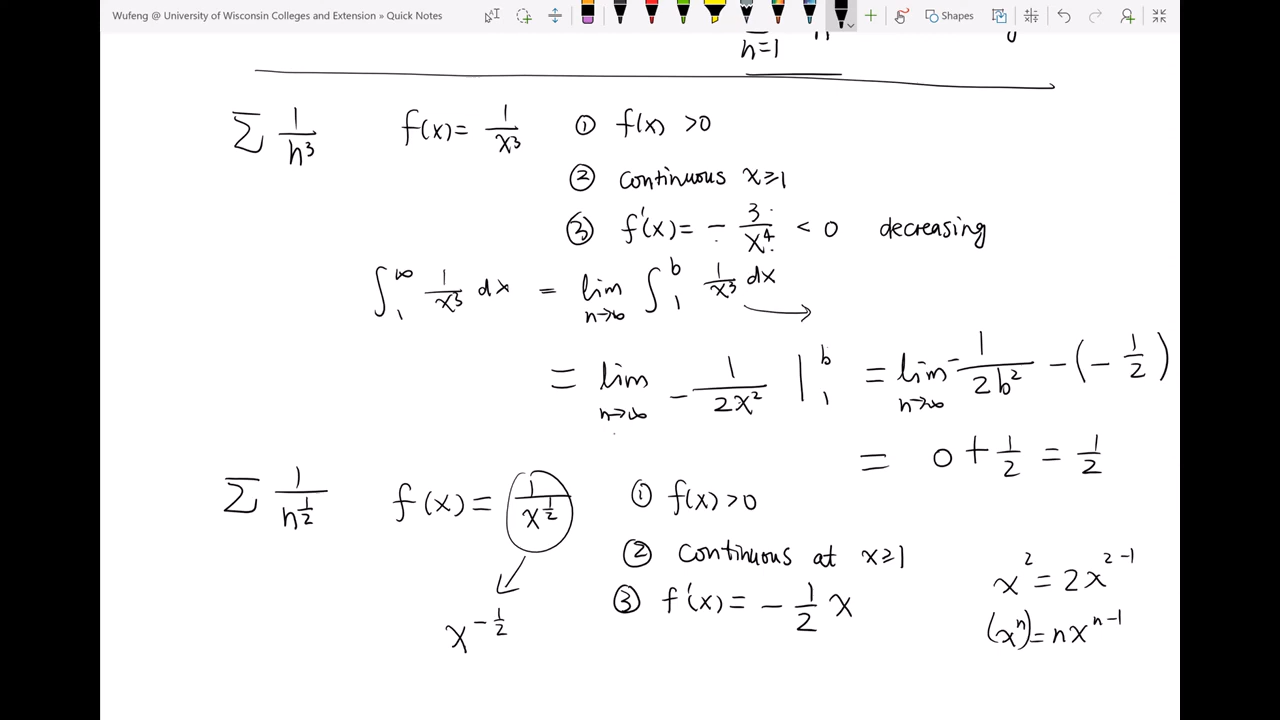 Wufeng @ University of Wisconsin Colleges and Extension » Quick Notes
Shapes
n=1
∑ 1/n³ f(x) = 1/x³ ① f(x) >0
② continuous x≥1
③ f'(x) = - 3/x⁴ < 0 decreasing
∫₁^∞ 1/x³ dx = lim n→∞ ∫₁^b 1/x³ dx
= lim n→∞ - 1/2x² |₁^b = lim n→∞ - 1/2b² - (- 1/2)
= 0 + 1/2 = 1/2
∑ 1/n^(1/2) f(x) = 1/x^(1/2) ① f(x) >0
② continuous at x≥1
③ f'(x) = - 1/2 x
x^(-1/2)
x² = 2x^(2-1)
(xⁿ)' = nx^(n-1)